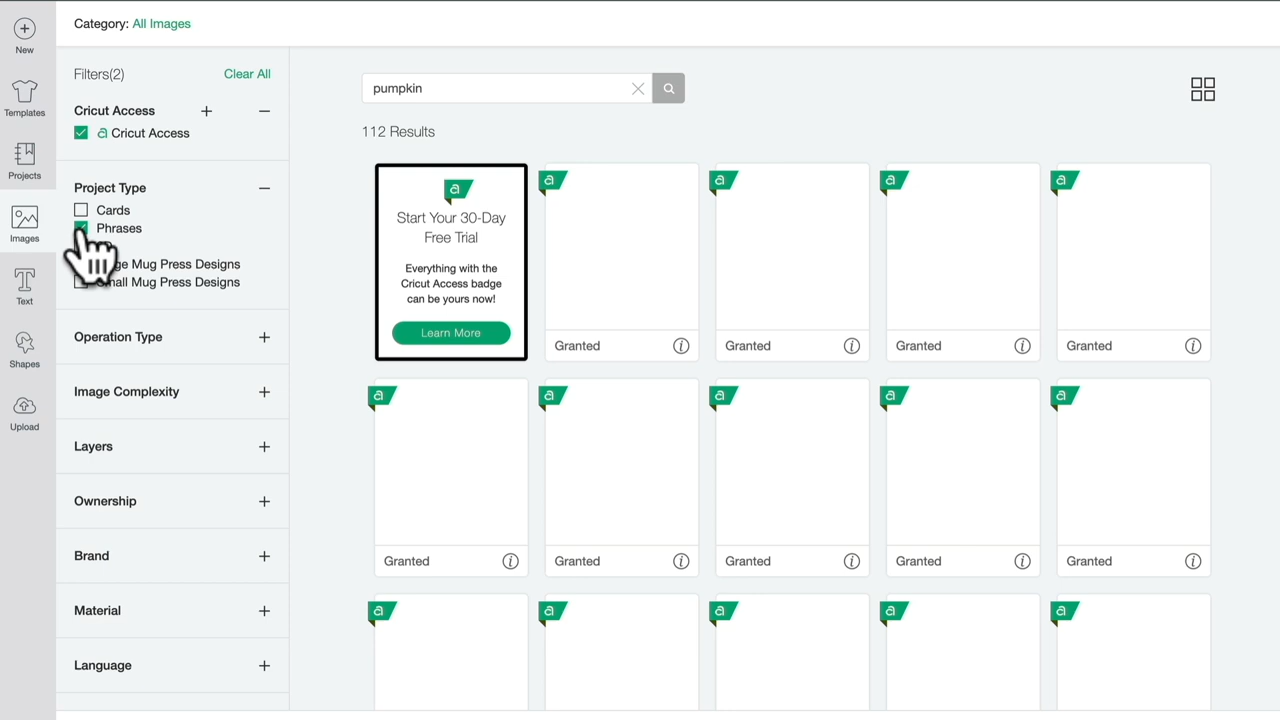 Category: All Images
New
Templates
Projects
Images
Text
Shapes
Upload
Filters(2) Clear All
Cricut Access
Cricut Access
Project Type
Cards
Phrases
Mug Press Designs
Mug Press Designs
Operation Type
Image Complexity
Layers
Ownership
Brand
Material
Language
pumpkin
112 Results
Start Your 30-Day
Free Trial
Everything with the
Cricut Access badge
can be yours now!
Learn More
Granted
Granted
Granted
Granted
Granted
Granted
Granted
Granted
Granted